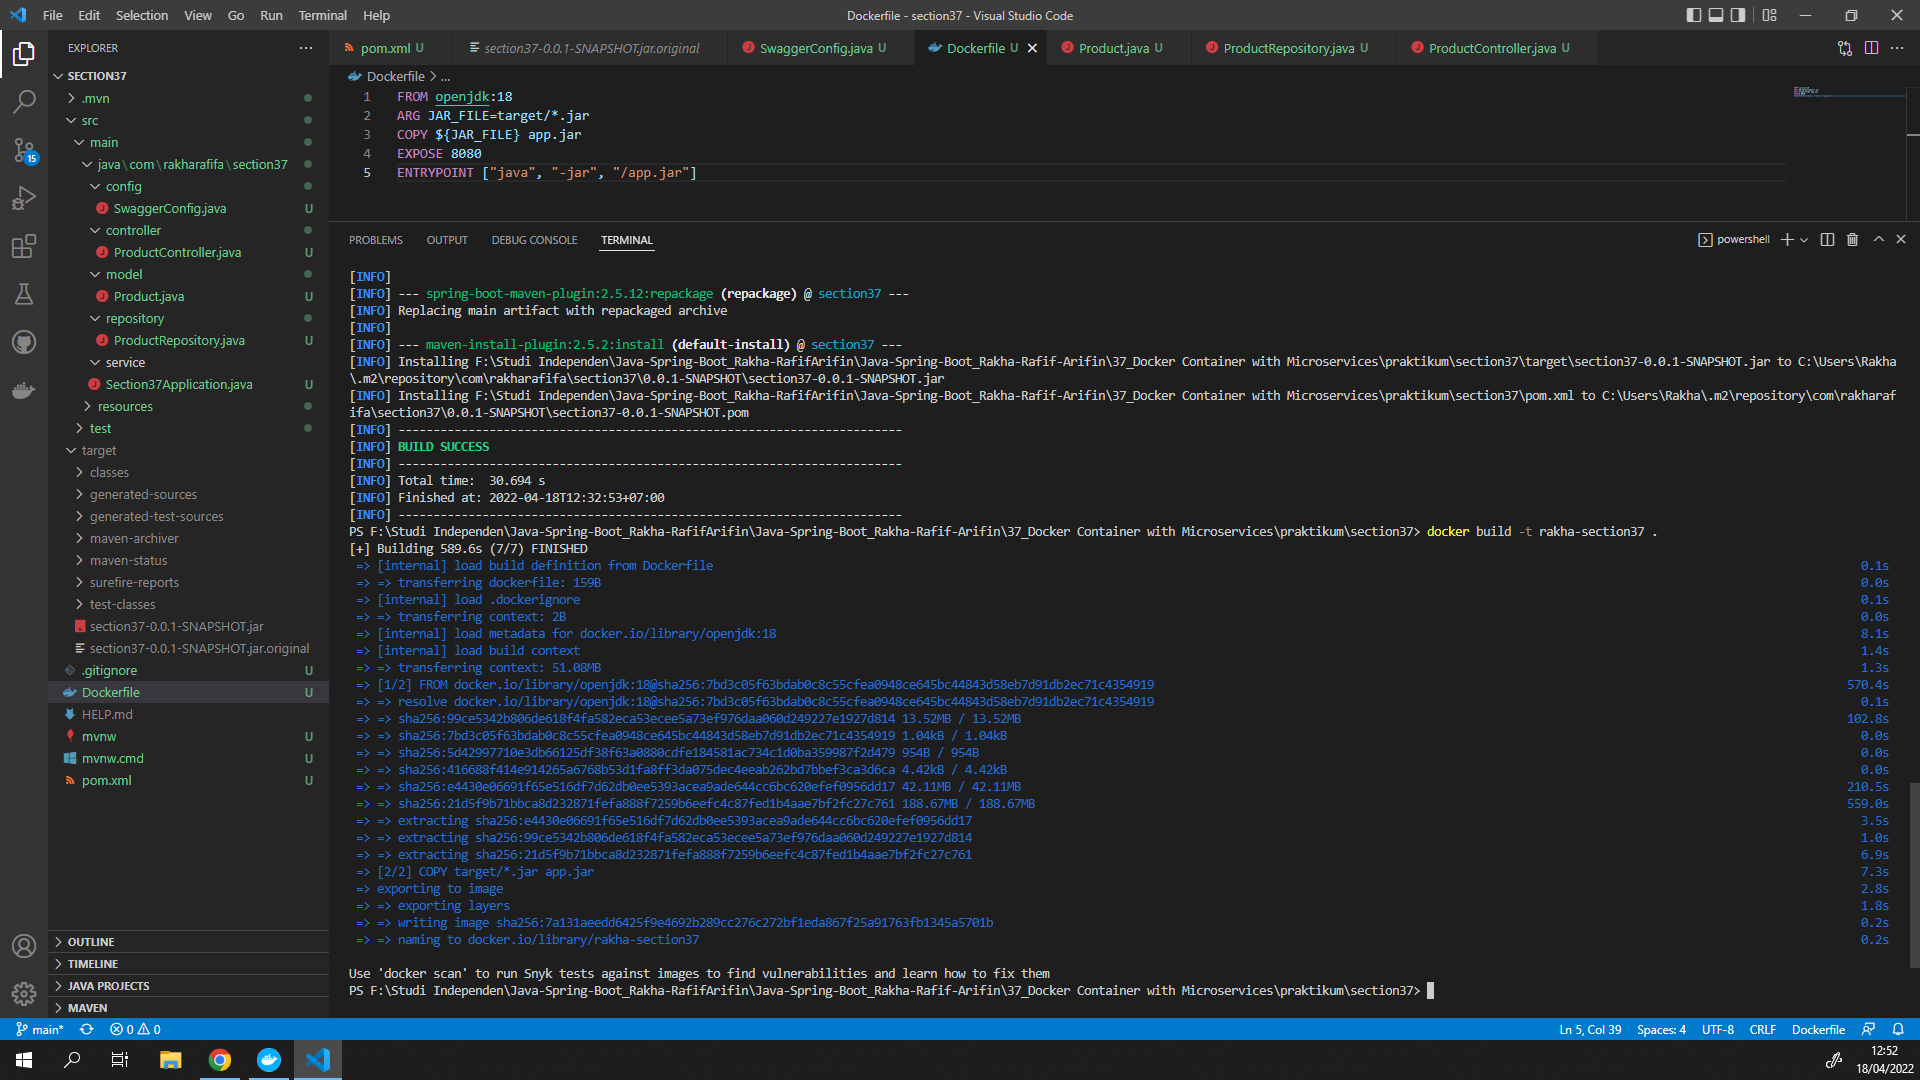 File Edit Selection View Go Run Terminal Help
Dockerfile - section37 - Visual Studio Code
EXPLORER
SECTION37
.mvn
src
main
java\com\rakharafifa\section37
config
SwaggerConfig.java U
controller
ProductController.java U
model
Product.java U
repository
ProductRepository.java U
service
Section37Application.java U
resources
test
target
classes
generated-sources
generated-test-sources
maven-archiver
maven-status
surefire-reports
test-classes
section37-0.0.1-SNAPSHOT.jar
section37-0.0.1-SNAPSHOT.jar.original
.gitignore U
Dockerfile U
HELP.md
mvnw U
mvnw.cmd U
pom.xml U
OUTLINE
TIMELINE
JAVA PROJECTS
MAVEN
15
pom.xml U section37-0.0.1-SNAPSHOT.jar.original SwaggerConfig.java U Dockerfile U Product.java U ProductRepository.java U ProductController.java U
Dockerfile > ...
1 FROM openjdk:18
2 ARG JAR_FILE=target/*.jar
3 COPY ${JAR_FILE} app.jar
4 EXPOSE 8080
5 ENTRYPOINT ["java", "-jar", "/app.jar"]
PROBLEMS OUTPUT DEBUG CONSOLE TERMINAL
powershell
[INFO]
[INFO] --- spring-boot-maven-plugin:2.5.12:repackage (repackage) @ section37 ---
[INFO] Replacing main artifact with repackaged archive
[INFO]
[INFO] --- maven-install-plugin:2.5.2:install (default-install) @ section37 ---
[INFO] Installing F:\Studi Independen\Java-Spring-Boot_Rakha-RafifArifin\Java-Spring-Boot_Rakha-Rafif-Arifin\37_Docker Container with Microservices\praktikum\section37\target\section37-0.0.1-SNAPSHOT.jar to C:\Users\Rakha
\.m2\repository\com\rakharafifa\section37\0.0.1-SNAPSHOT\section37-0.0.1-SNAPSHOT.jar
[INFO] Installing F:\Studi Independen\Java-Spring-Boot_Rakha-RafifArifin\Java-Spring-Boot_Rakha-Rafif-Arifin\37_Docker Container with Microservices\praktikum\section37\pom.xml to C:\Users\Rakha\.m2\repository\com\rakharaf
ifa\section37\0.0.1-SNAPSHOT\section37-0.0.1-SNAPSHOT.pom
[INFO] ------------------------------------------------------------------------
[INFO] BUILD SUCCESS
[INFO] ------------------------------------------------------------------------
[INFO] Total time:  30.694 s
[INFO] Finished at: 2022-04-18T12:32:53+07:00
[INFO] ------------------------------------------------------------------------
PS F:\Studi Independen\Java-Spring-Boot_Rakha-RafifArifin\Java-Spring-Boot_Rakha-Rafif-Arifin\37_Docker Container with Microservices\praktikum\section37> docker build -t rakha-section37 .
[+] Building 589.6s (7/7) FINISHED
=> [internal] load build definition from Dockerfile 0.1s
=> => transferring dockerfile: 159B 0.0s
=> [internal] load .dockerignore 0.1s
=> => transferring context: 2B 0.0s
=> [internal] load metadata for docker.io/library/openjdk:18 8.1s
=> [internal] load build context 1.4s
=> => transferring context: 51.08MB 1.3s
=> [1/2] FROM docker.io/library/openjdk:18@sha256:7bd3c05f63bdab0c8c55cfea0948ce645bc44843d58eb7d91db2ec71c4354919 570.4s
=> => resolve docker.io/library/openjdk:18@sha256:7bd3c05f63bdab0c8c55cfea0948ce645bc44843d58eb7d91db2ec71c4354919 0.1s
=> => sha256:99ce5342b806de618f4fa582eca53ecee5a73ef976daa060d249227e1927d814 13.52MB / 13.52MB 102.8s
=> => sha256:7bd3c05f63bdab0c8c55cfea0948ce645bc44843d58eb7d91db2ec71c4354919 1.04kB / 1.04kB 0.0s
=> => sha256:5d42997710e3db66125df38f63a0880cdfe184581ac734c1d0ba359987f2d479 954B / 954B 0.0s
=> => sha256:416688f414e914265a6768b53d1fa8ff3da075dec4eeab262bd7bbef3ca3d6ca 4.42kB / 4.42kB 0.0s
=> => sha256:e4430e06691f65e516df7d62db0ee5393acea9ade644cc6bc620efef0956dd17 42.11MB / 42.11MB 210.5s
=> => sha256:21d5f9b71bbca8d232871fefa888f7259b6eefc4c87fed1b4aae7bf2fc27c761 188.67MB / 188.67MB 559.0s
=> => extracting sha256:e4430e06691f65e516df7d62db0ee5393acea9ade644cc6bc620efef0956dd17 3.5s
=> => extracting sha256:99ce5342b806de618f4fa582eca53ecee5a73ef976daa060d249227e1927d814 1.0s
=> => extracting sha256:21d5f9b71bbca8d232871fefa888f7259b6eefc4c87fed1b4aae7bf2fc27c761 6.9s
=> [2/2] COPY target/*.jar app.jar 7.3s
=> exporting to image 2.8s
=> => exporting layers 1.8s
=> => writing image sha256:7a131aeedd6425f9e4692b289cc276c272bf1eda867f25a91763fb1345a5701b 0.2s
=> => naming to docker.io/library/rakha-section37 0.2s
Use 'docker scan' to run Snyk tests against images to find vulnerabilities and learn how to fix them
PS F:\Studi Independen\Java-Spring-Boot_Rakha-RafifArifin\Java-Spring-Boot_Rakha-Rafif-Arifin\37_Docker Container with Microservices\praktikum\section37>
main* 0 0 Ln 5, Col 39 Spaces: 4 UTF-8 CRLF Dockerfile
12:52
18/04/2022